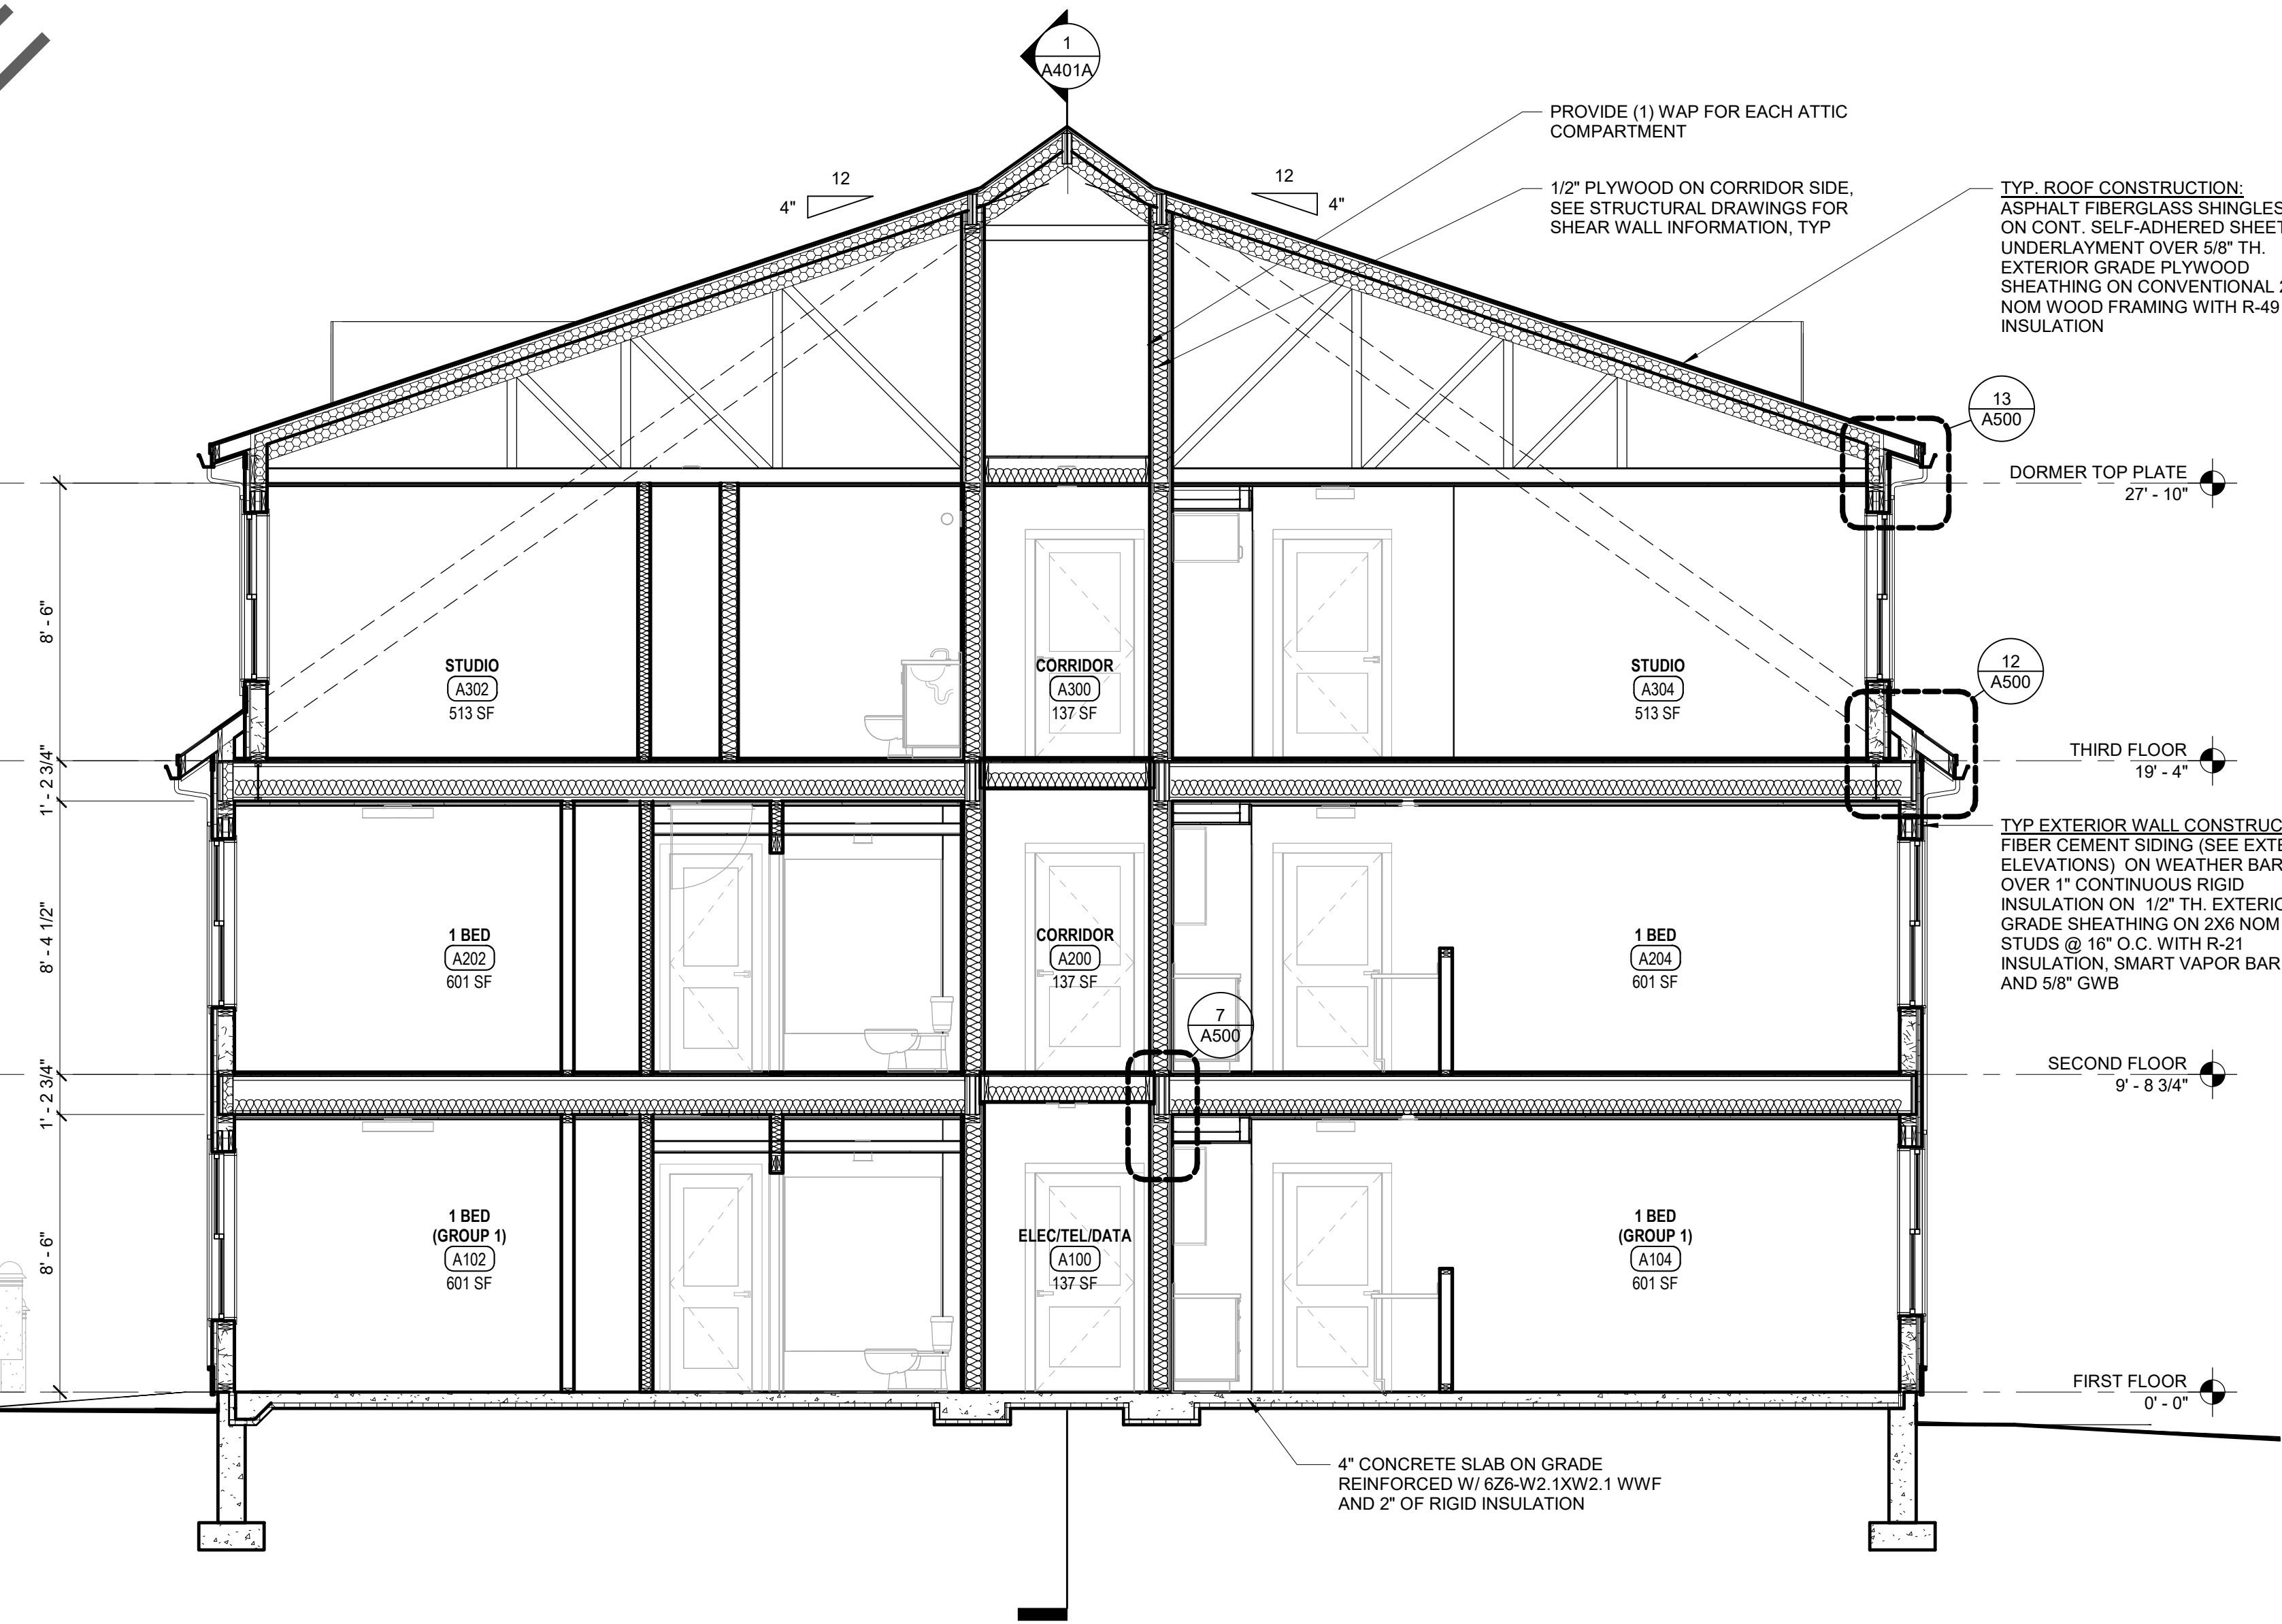 1
A401A
PROVIDE (1) WAP FOR EACH ATTIC
COMPARTMENT
1/2" PLYWOOD ON CORRIDOR SIDE,
SEE STRUCTURAL DRAWINGS FOR
SHEAR WALL INFORMATION, TYP
TYP. ROOF CONSTRUCTION:
ASPHALT FIBERGLASS SHINGLES
ON CONT. SELF-ADHERED SHEET
UNDERLAYMENT OVER 5/8" TH.
EXTERIOR GRADE PLYWOOD
SHEATHING ON CONVENTIONAL
NOM WOOD FRAMING WITH R-49
INSULATION
12
4"
12
4"
13
A500
DORMER TOP PLATE
27' - 10"
8' - 6"
STUDIO
A302
513 SF
CORRIDOR
A300
137 SF
STUDIO
A304
513 SF
12
A500
THIRD FLOOR
19' - 4"
1' - 2 3/4"
TYP EXTERIOR WALL
FIBER CEMENT SIDING (SEE
ELEVATIONS) ON WEATHER
OVER 1" CONTINUOUS RIGID
INSULATION ON 1/2" TH.
GRADE SHEATHING ON 2X6 NOM
STUDS @ 16" O.C. WITH R-21
INSULATION, SMART VAPOR
AND 5/8" GWB
8' - 4 1/2"
1 BED
A202
601 SF
CORRIDOR
A200
137 SF
1 BED
A204
601 SF
7
A500
SECOND FLOOR
9' - 8 3/4"
1' - 2 3/4"
8' - 6"
1 BED
(GROUP 1)
A102
601 SF
ELEC/TEL/DATA
A100
137 SF
1 BED
(GROUP 1)
A104
601 SF
FIRST FLOOR
0' - 0"
4" CONCRETE SLAB ON GRADE
REINFORCED W/ 6Z6-W2.1XW2.1 WWF
AND 2" OF RIGID INSULATION